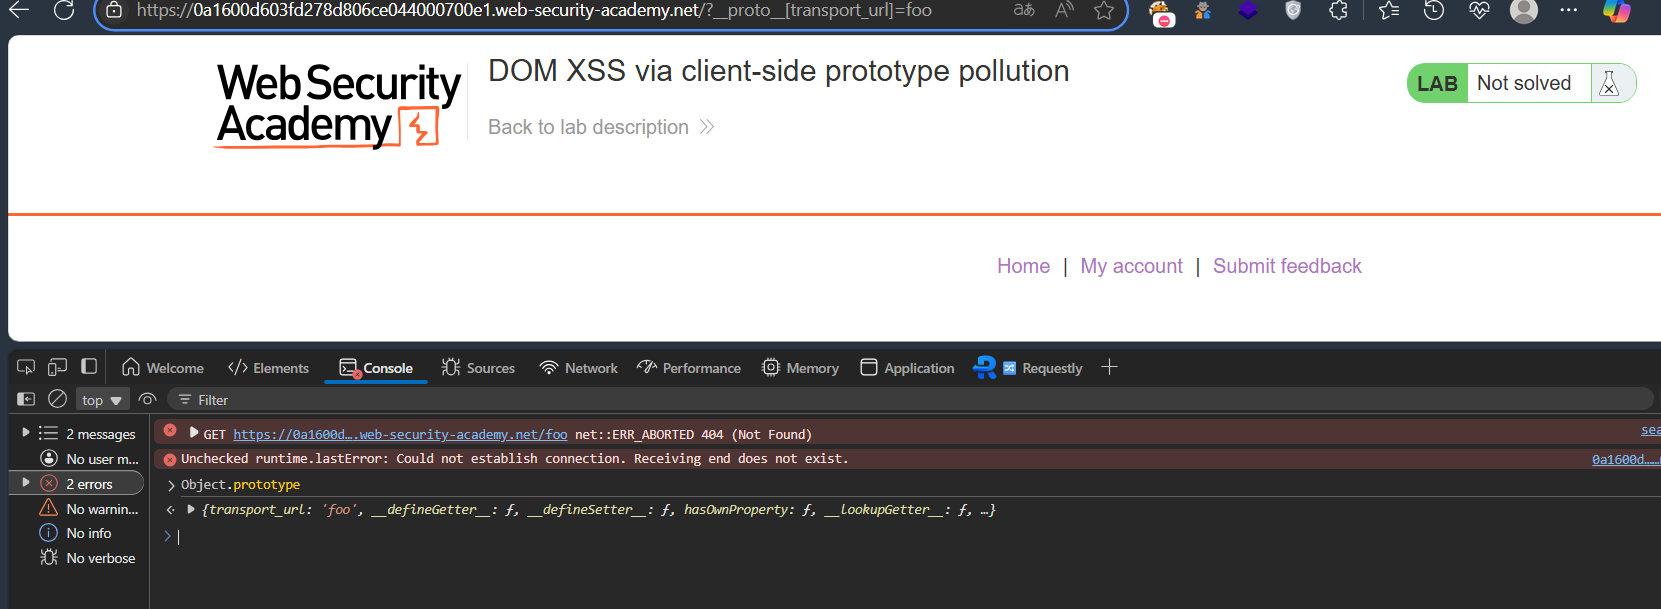 https://0a1600d603fd278d806ce044000700e1.web-security-academy.net/?__proto__[transport_url]=foo
Web Security
Academy
DOM XSS via client-side prototype pollution
Back to lab description
LAB Not solved
Home | My account | Submit feedback
Welcome Elements Console Sources Network Performance Memory Application Requestly
top Filter
2 messages
No user m...
2 errors
No warnin...
No info
No verbose
GET https://0a1600d….web-security-academy.net/foo net::ERR_ABORTED 404 (Not Found)
Unchecked runtime.lastError: Could not establish connection. Receiving end does not exist.
Object.prototype
{transport_url: 'foo', __defineGetter__: ƒ, __defineSetter__: ƒ, hasOwnProperty: ƒ, __lookupGetter__: ƒ, …}